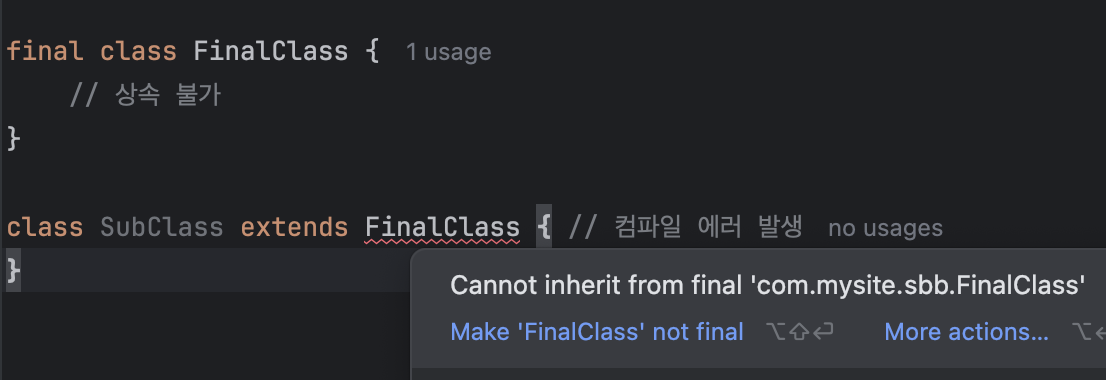 final class FinalClass { 1 usage
// 상속 불가
}
class SubClass extends FinalClass { // 컴파일 에러 발생 no usages
}
Cannot inherit from final 'com.mysite.sbb.FinalClass'
Make 'FinalClass' not final ⌥⇧⏎ More actions... ⌥